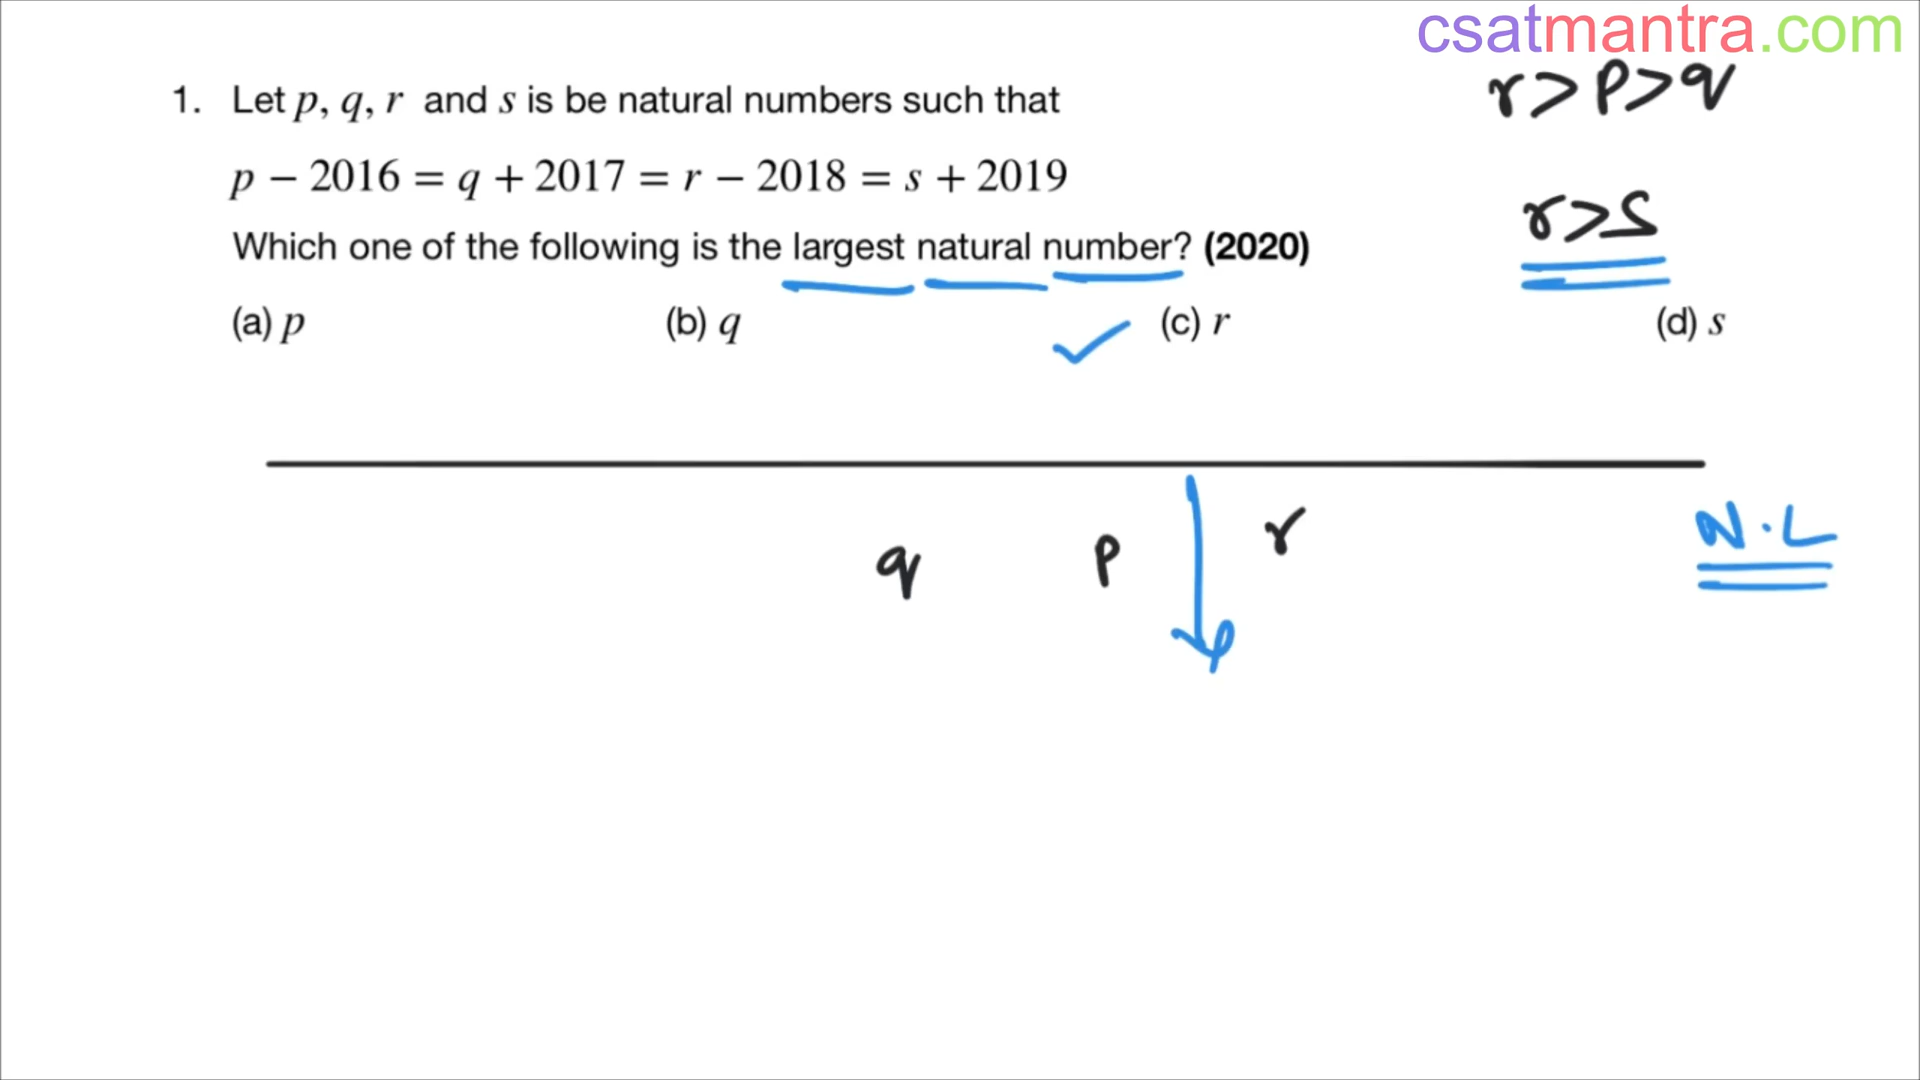 csatmantra.com
r>p>q
1. Let p, q, r and s is be natural numbers such that
p − 2016 = q + 2017 = r − 2018 = s + 2019
r>s
Which one of the following is the largest natural number? (2020)
(a) p (b) q (c) r (d) s
q p r N.L